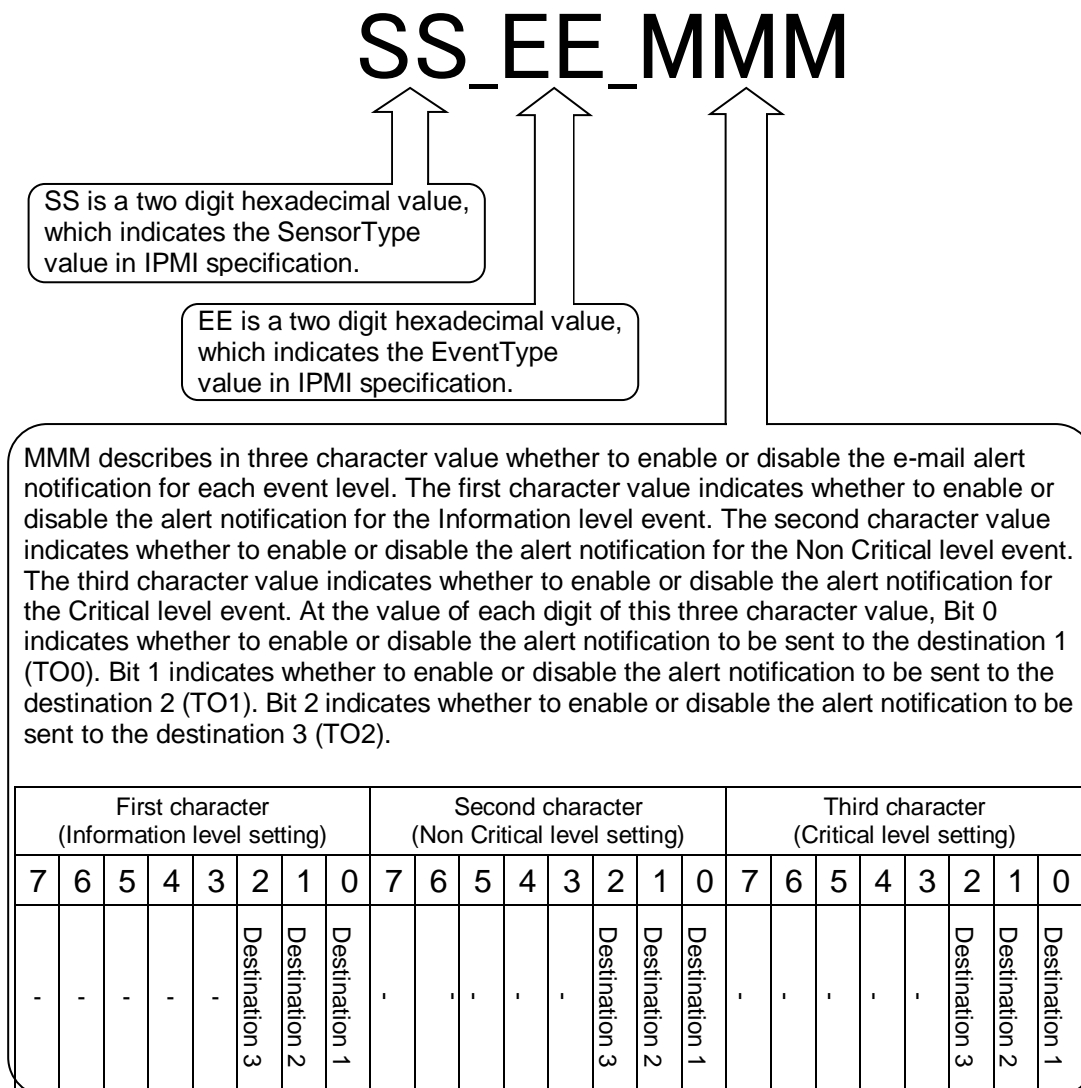 SS_EE_MMM
SS is a two digit hexadecimal value,
which indicates the SensorType
value in IPMI specification.
EE is a two digit hexadecimal value,
which indicates the EventType
value in IPMI specification.
MMM describes in three character value whether to enable or disable the e-mail alert
notification for each event level. The first character value indicates whether to enable or
disable the alert notification for the Information level event. The second character value
indicates whether to enable or disable the alert notification for the Non Critical level event.
The third character value indicates whether to enable or disable the alert notification for
the Critical level event. At the value of each digit of this three character value, Bit 0
indicates whether to enable or disable the alert notification to be sent to the destination 1
(TO0). Bit 1 indicates whether to enable or disable the alert notification to be sent to the
destination 2 (TO1). Bit 2 indicates whether to enable or disable the alert notification to be
sent to the destination 3 (TO2).
First character Second character Third character
(Information level setting) (Non Critical level setting) (Critical level setting)
7 6 5 4 3 2 1 0 7 6 5 4 3 2 1 0 7 6 5 4 3 2 1 0
- - - - - Destination 3 Destination 2 Destination 1 - - - - - Destination 3 Destination 2 Destination 1 - - - - - Destination 3 Destination 2 Destination 1